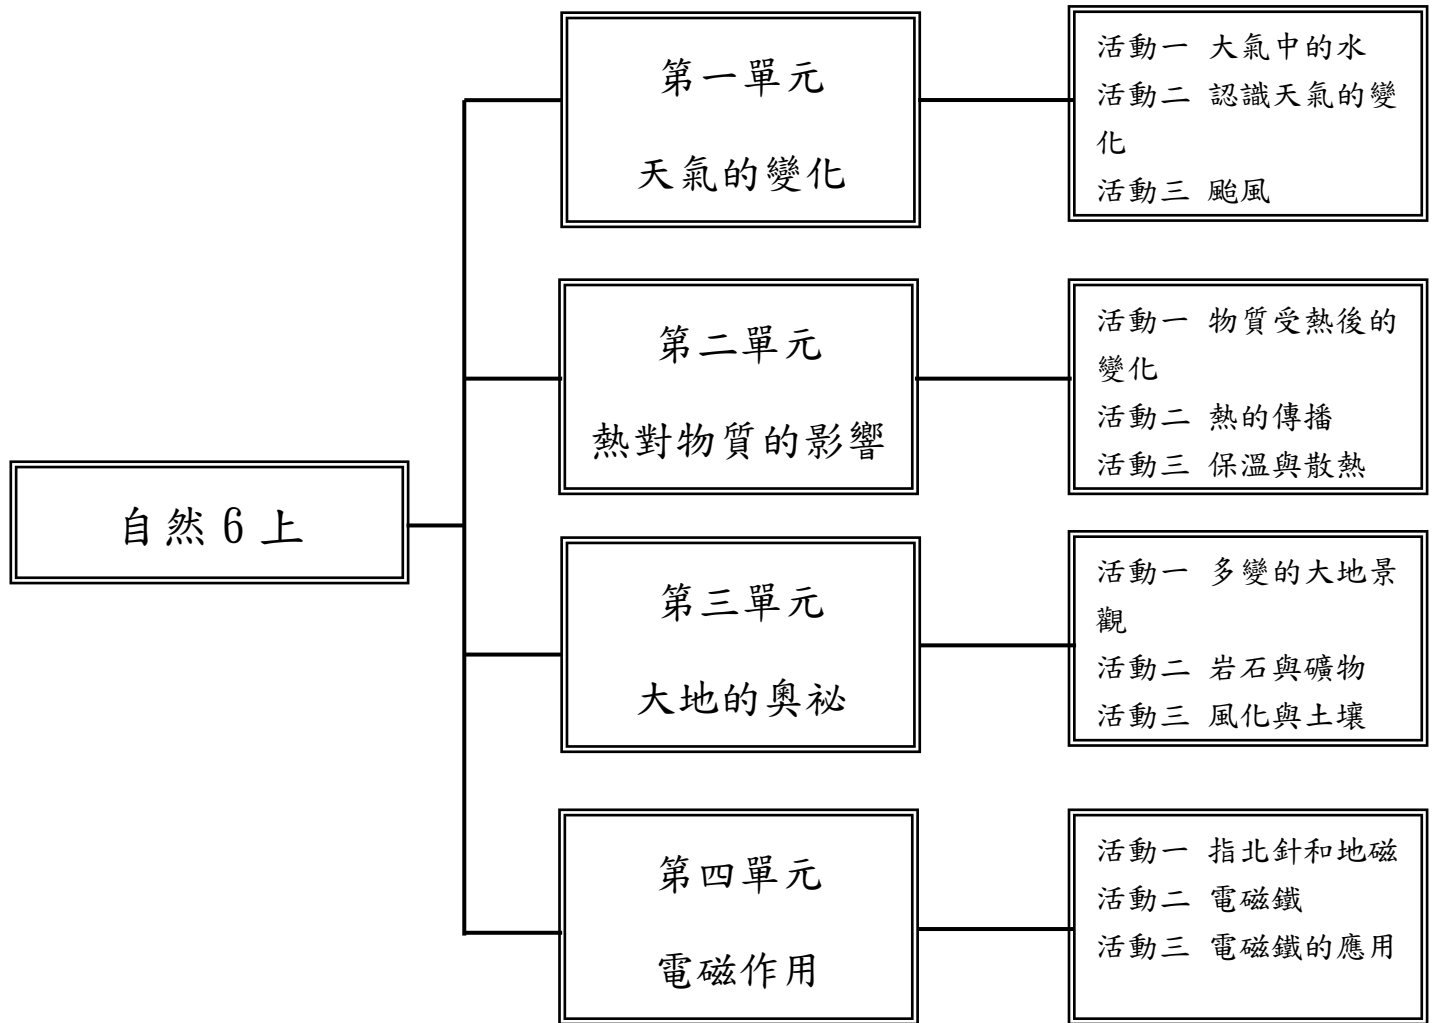 自然6上
第一單元
天氣的變化
活動一 大氣中的水
活動二 認識天氣的變
化
活動三 颱風
第二單元
熱對物質的影響
活動一 物質受熱後的
變化
活動二 熱的傳播
活動三 保溫與散熱
第三單元
大地的奧祕
活動一 多變的大地景
觀
活動二 岩石與礦物
活動三 風化與土壤
第四單元
電磁作用
活動一 指北針和地磁
活動二 電磁鐵
活動三 電磁鐵的應用